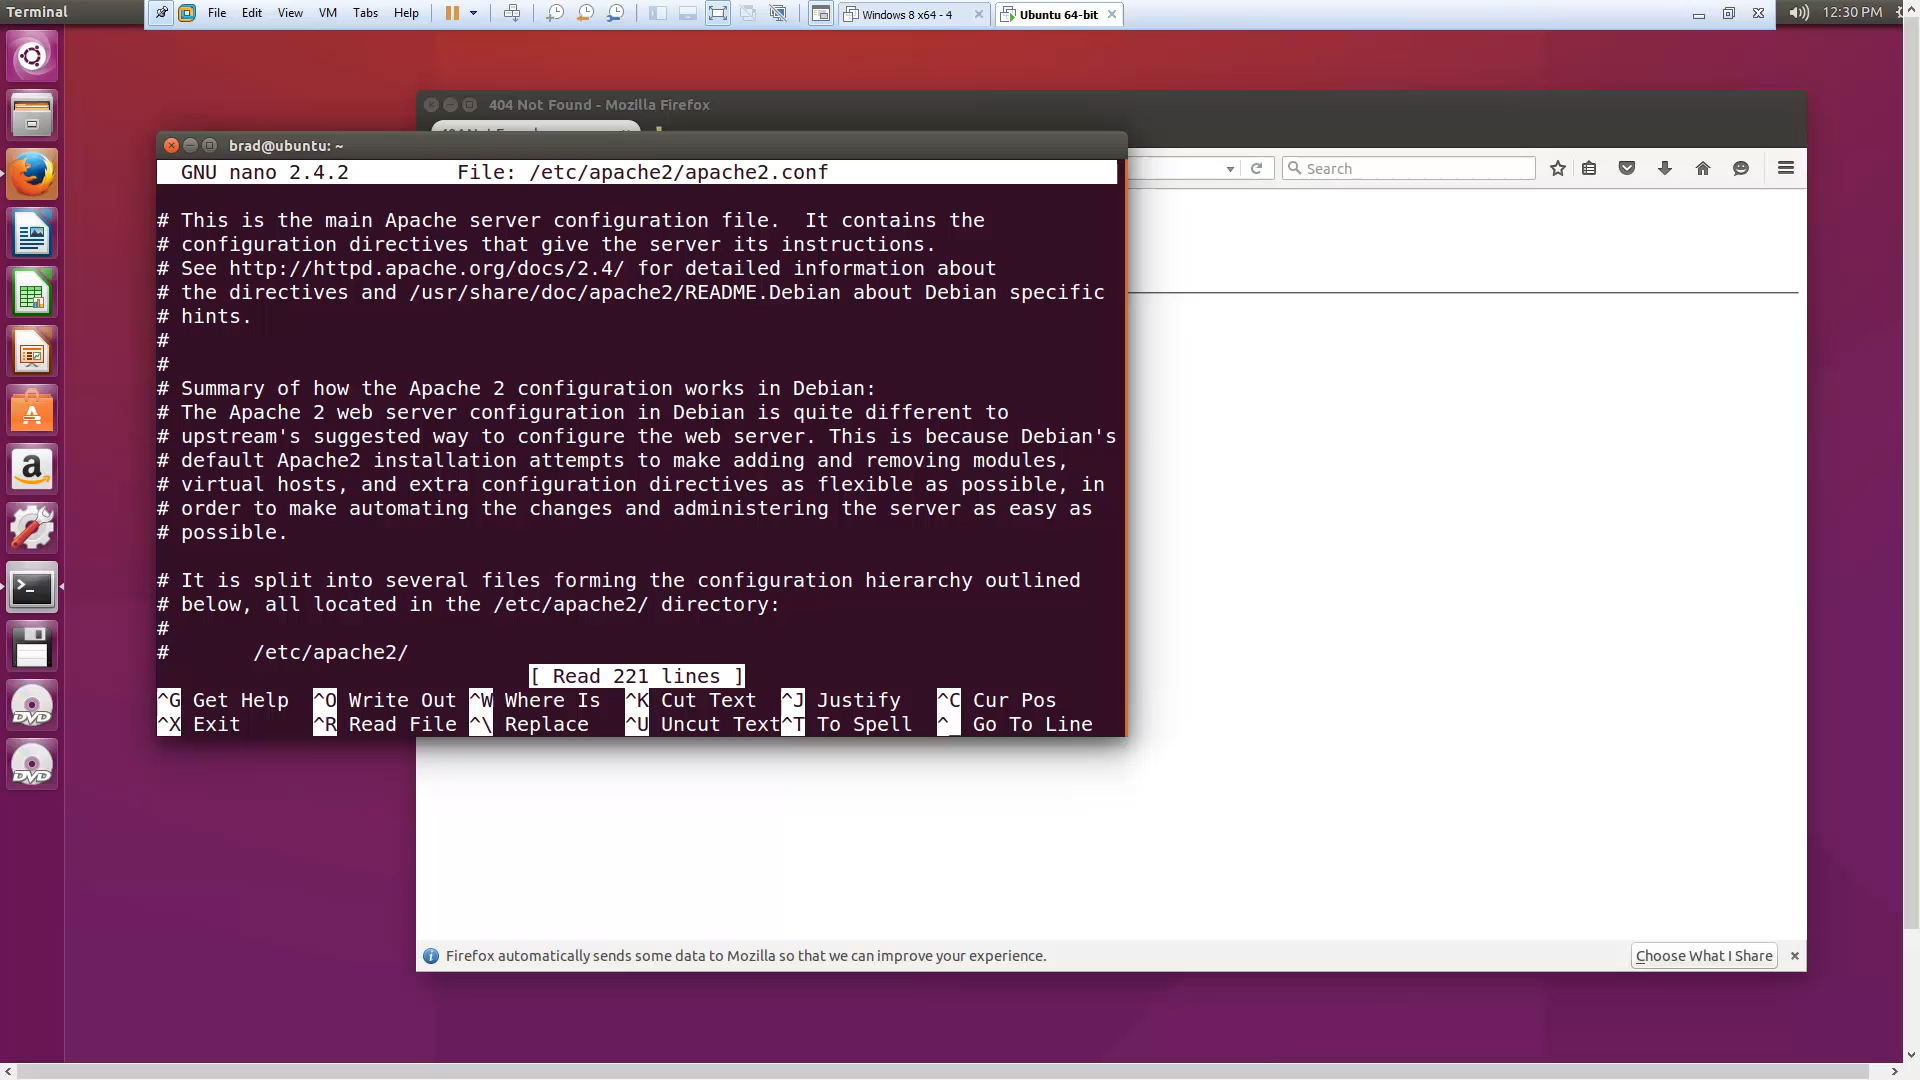 Terminal
File Edit View VM Tabs Help
Windows 8 x64 - 4
Ubuntu 64-bit
12:30 PM
404 Not Found - Mozilla Firefox
Search
brad@ubuntu: ~
GNU nano 2.4.2 File: /etc/apache2/apache2.conf
# This is the main Apache server configuration file.  It contains the
# configuration directives that give the server its instructions.
# See http://httpd.apache.org/docs/2.4/ for detailed information about
# the directives and /usr/share/doc/apache2/README.Debian about Debian specific
# hints.
#
#
# Summary of how the Apache 2 configuration works in Debian:
# The Apache 2 web server configuration in Debian is quite different to
# upstream's suggested way to configure the web server. This is because Debian's
# default Apache2 installation attempts to make adding and removing modules,
# virtual hosts, and extra configuration directives as flexible as possible, in
# order to make automating the changes and administering the server as easy as
# possible.
# It is split into several files forming the configuration hierarchy outlined
# below, all located in the /etc/apache2/ directory:
#
#       /etc/apache2/
[ Read 221 lines ]
^G Get Help ^O Write Out ^W Where Is ^K Cut Text ^J Justify ^C Cur Pos
^X Exit ^R Read File ^\ Replace ^U Uncut Text ^T To Spell ^_ Go To Line
Firefox automatically sends some data to Mozilla so that we can improve your experience.
Choose What I Share
DVD
DVD